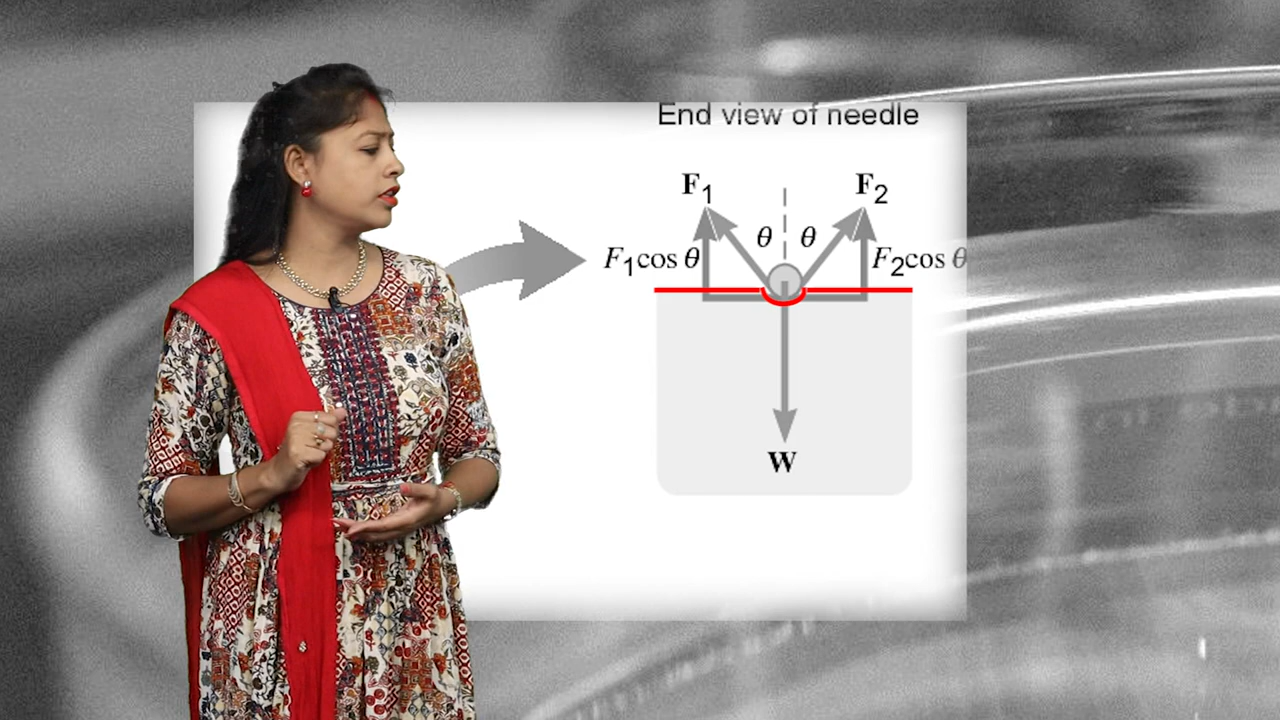 End view of needle
F1 F2
θ θ
F1cos θ F2cos θ
W